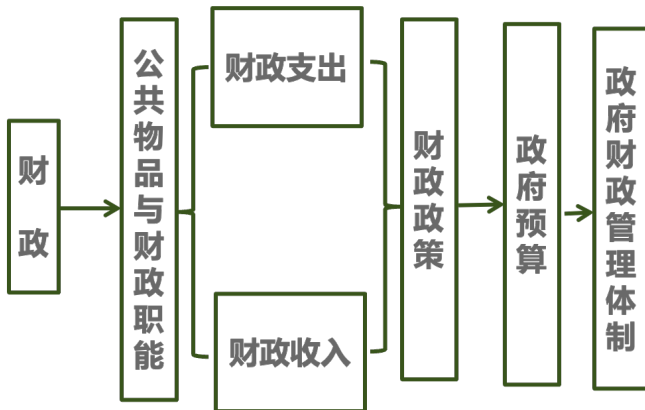 财政
公共物品与财政职能
财政支出
财政收入
财政政策
政府预算
政府财政管理体制